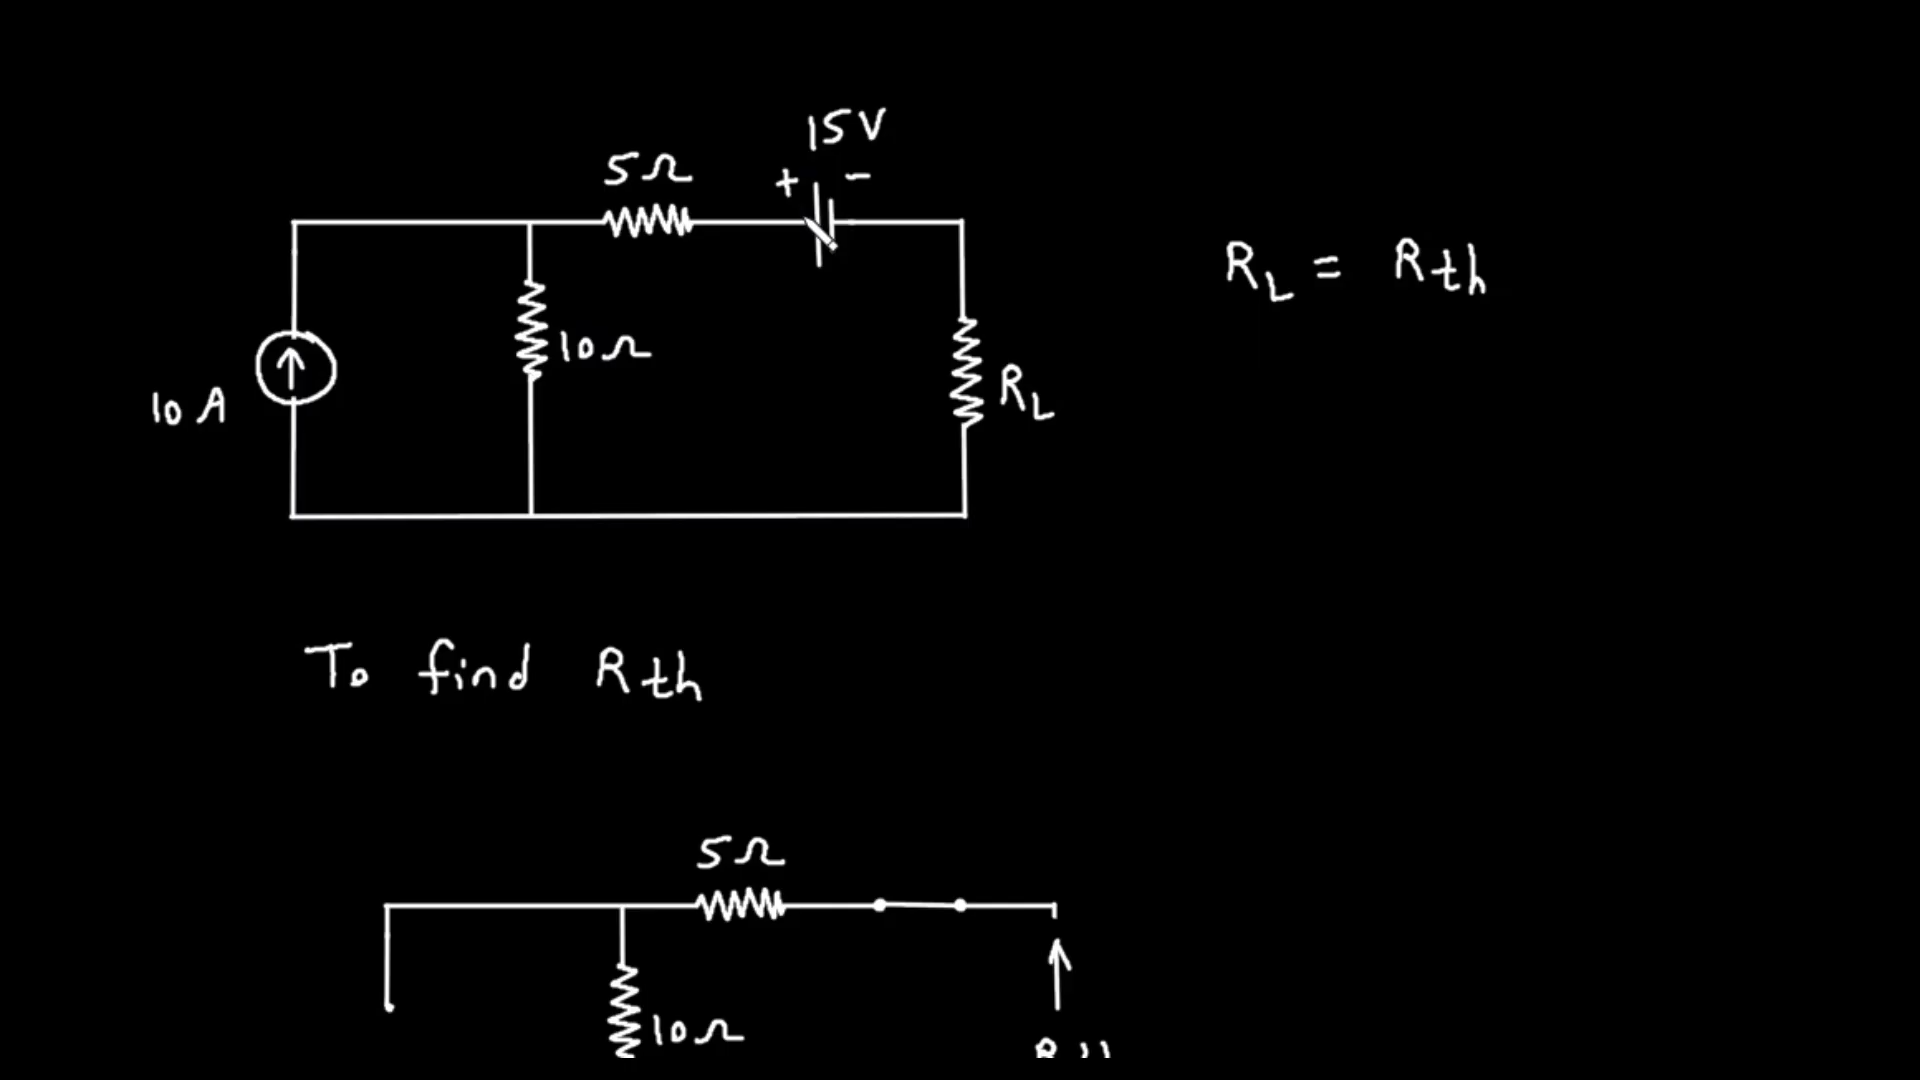 15V
5Ω
+ -
RL = Rth
10Ω
10 A
RL
To find Rth
5Ω
10Ω